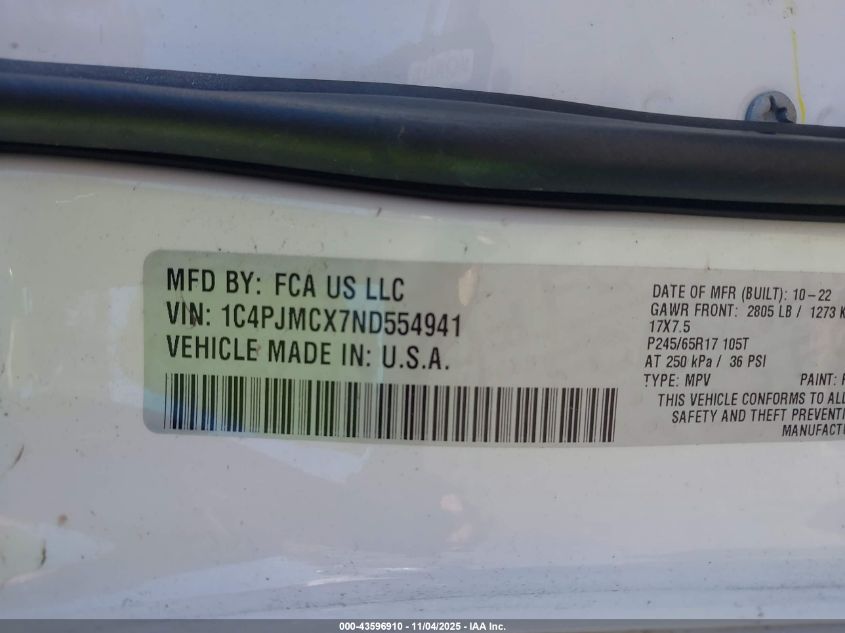 MFD BY: FCA US LLC
VIN: 1C4PJMCX7ND554941
VEHICLE MADE IN: U.S.A.
DATE OF MFR (BUILT): 10-22
GAWR FRONT: 2805 LB / 1273 K
17X7.5
P245/65R17 105T
AT 250 kPa / 36 PSI
TYPE: MPV PAINT:
THIS VEHICLE CONFORMS TO ALL
SAFETY AND THEFT PREVENTI
MANUFACTU
000-43596910 - 11/04/2025 - IAA Inc.